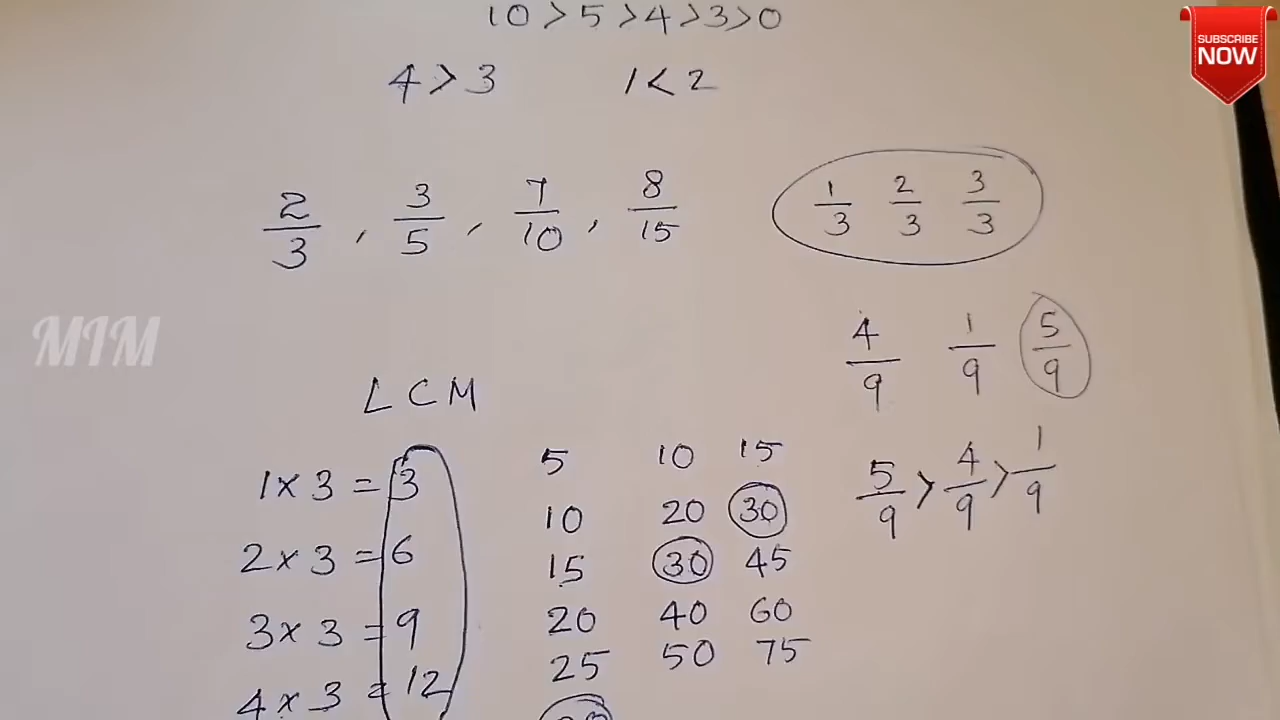 10 > 5 > 4 > 3 > 0
SUBSCRIBE
NOW
4 > 3    1 < 2
2/3 , 3/5 , 7/10 , 8/15    1/3  2/3  3/3
MIM
4/9  1/9  5/9
LCM
5/9 > 4/9 > 1/9
1 x 3 = 3    5    10    15
2 x 3 = 6    10    20    30
3 x 3 = 9    15    30    45
4 x 3 = 12    20    40    60
25    50    75